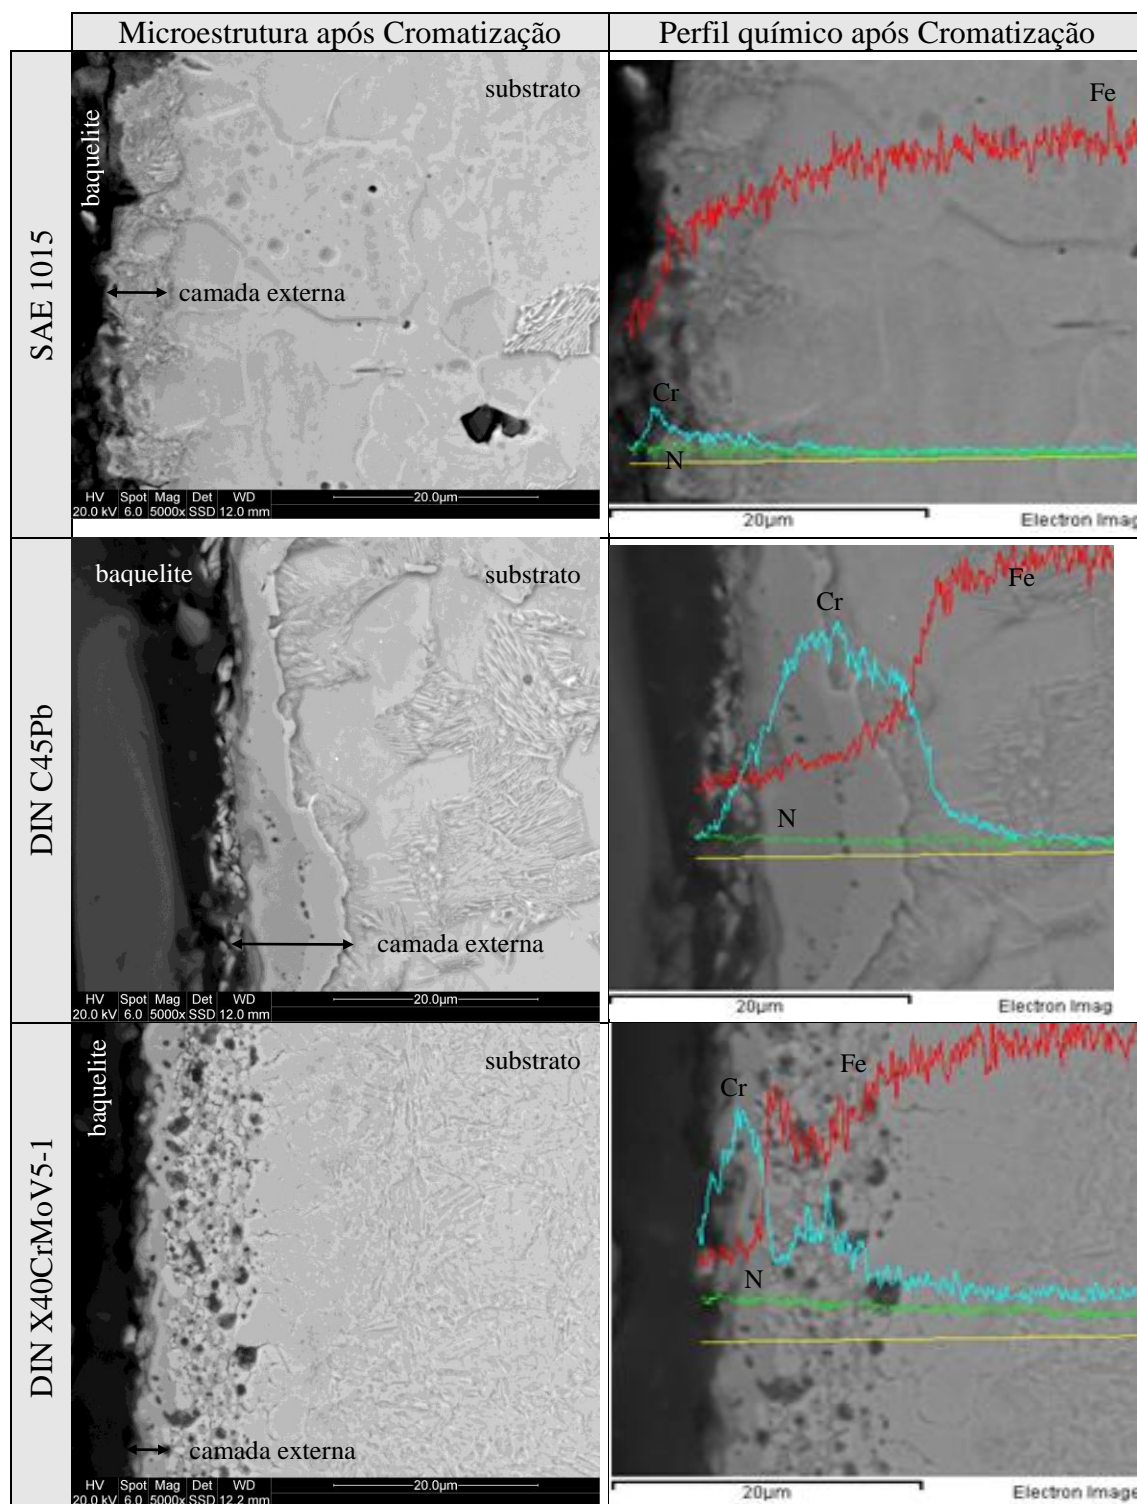 Microestrutura após Cromatização
Perfil químico após Cromatização
SAE 1015
baquelite
substrato
camada externa
HV Spot Mag Det WD
20.0 kV 6.0 5000x SSD 12.0 mm
20.0µm
Fe
Cr
N
20µm
Electron Imag
DIN C45Pb
baquelite
substrato
camada externa
HV Spot Mag Det WD
20.0 kV 6.0 5000x SSD 12.0 mm
20.0µm
Cr
Fe
N
20µm
Electron Imag
DIN X40CrMoV5-1
baquelite
substrato
camada externa
HV Spot Mag Det WD
20.0 kV 6.0 5000x SSD 12.2 mm
20.0µm
Fe
Cr
N
20µm
Electron Image